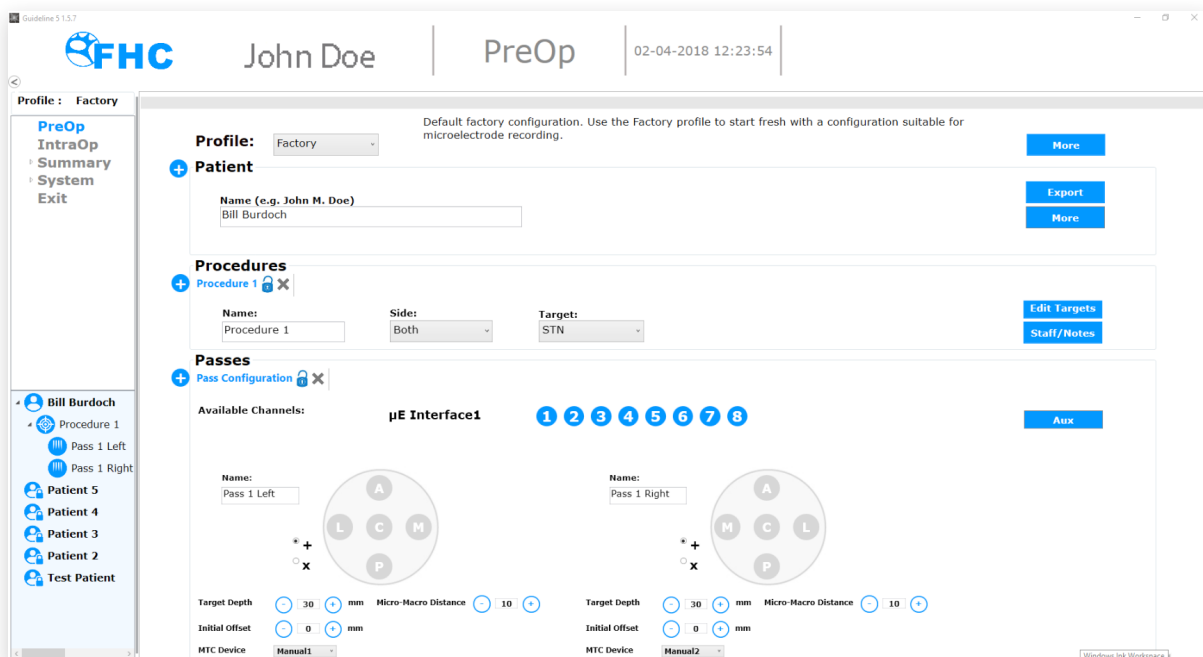 Guideline 5 1.5.7
FHC
John Doe
PreOp
02-04-2018 12:23:54
<
Profile : Factory
PreOp
IntraOp
Summary
System
Exit
Bill Burdoch
Procedure 1
Pass 1 Left
Pass 1 Right
Patient 5
Patient 4
Patient 3
Patient 2
Test Patient
Profile:
Factory
Default factory configuration. Use the Factory profile to start fresh with a configuration suitable for
microelectrode recording.
More
Patient
Name (e.g. John M. Doe)
Bill Burdoch
Export
More
Procedures
Procedure 1
Name:
Side:
Target:
Procedure 1
Both
STN
Edit Targets
Staff/Notes
Passes
Pass Configuration
Available Channels:
µE Interface1
1 2 3 4 5 6 7 8
Aux
Name:
Pass 1 Left
A
L C M
P
+
x
Target Depth - 30 + mm Micro-Macro Distance - 10 +
Initial Offset - 0 + mm
MTC Device Manual1
Name:
Pass 1 Right
A
M C L
P
+
x
Target Depth - 30 + mm Micro-Macro Distance - 10 +
Initial Offset - 0 + mm
MTC Device Manual2
Windows Ink Workspace